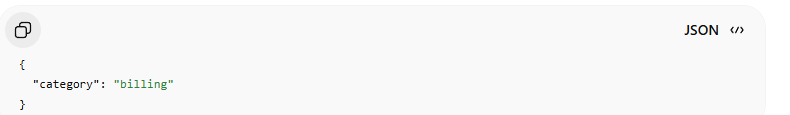 JSON </>
{
  "category": "billing"
}